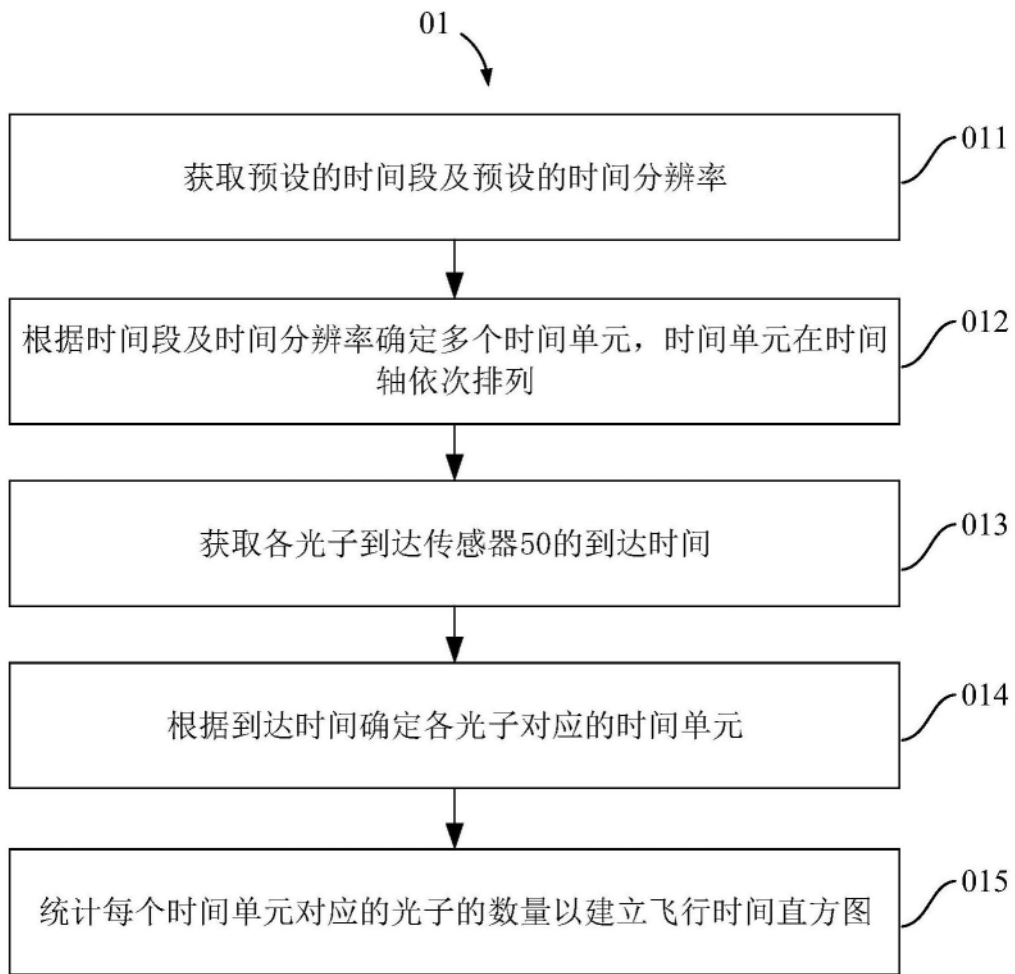 01
获取预设的时间段及预设的时间分辨率
011
根据时间段及时间分辨率确定多个时间单元，时间单元在时间
轴依次排列
012
获取各光子到达传感器50的到达时间
013
根据到达时间确定各光子对应的时间单元
014
统计每个时间单元对应的光子的数量以建立飞行时间直方图
015